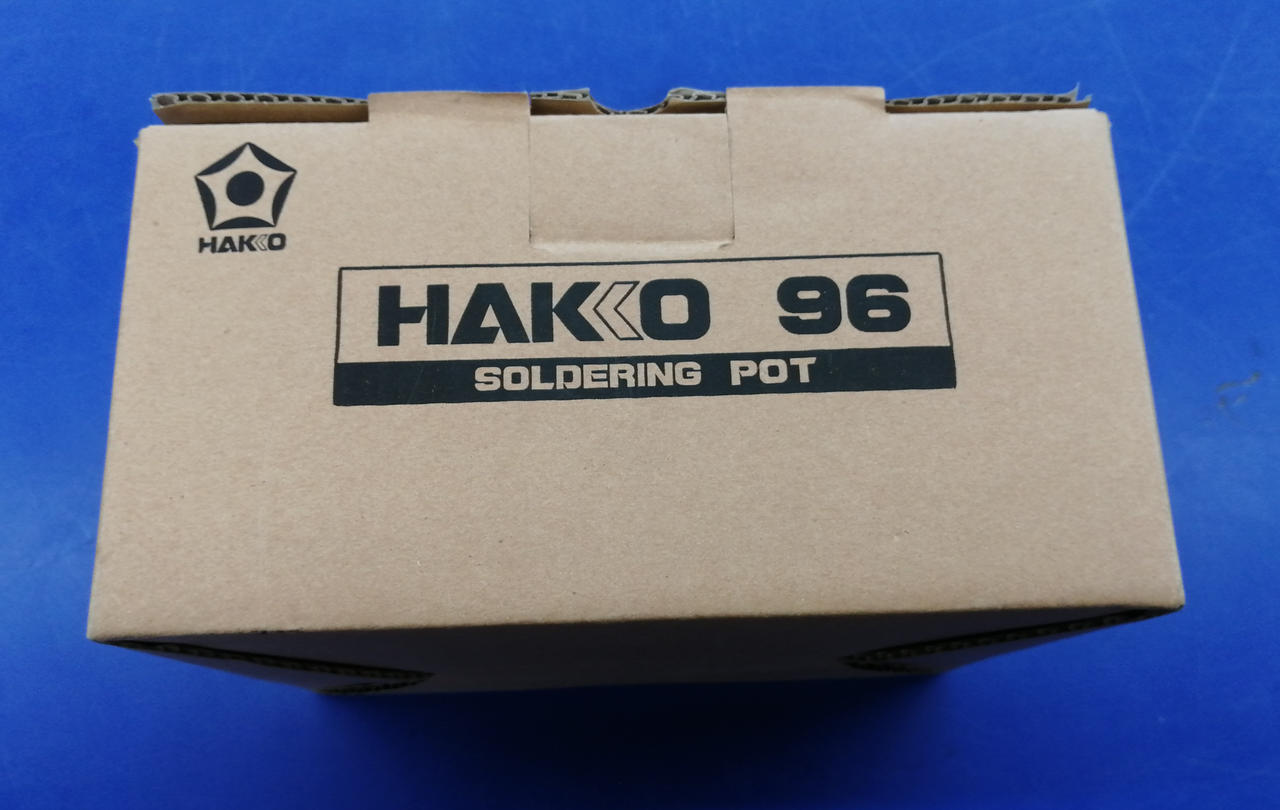 HAKKO
HAKKO 96
SOLDERING POT